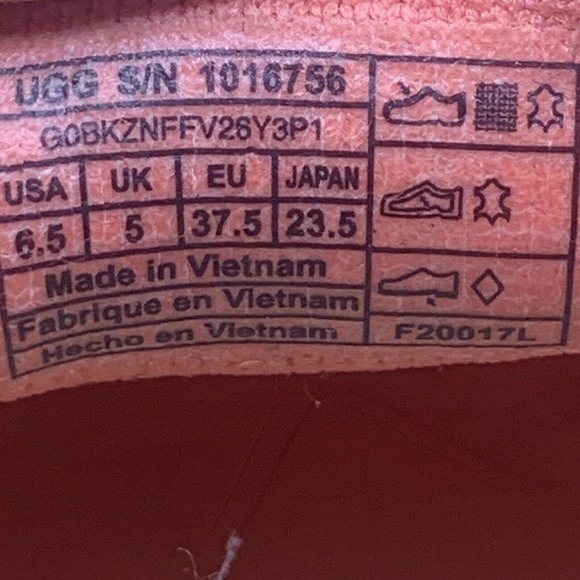 UGG S/N 1016756
G0BKZNFFV26Y3P1
USA UK EU JAPAN
6.5 5 37.5 23.5
Made in Vietnam
Fabrique en Vietnam
Hecho en Vietnam
F20017L